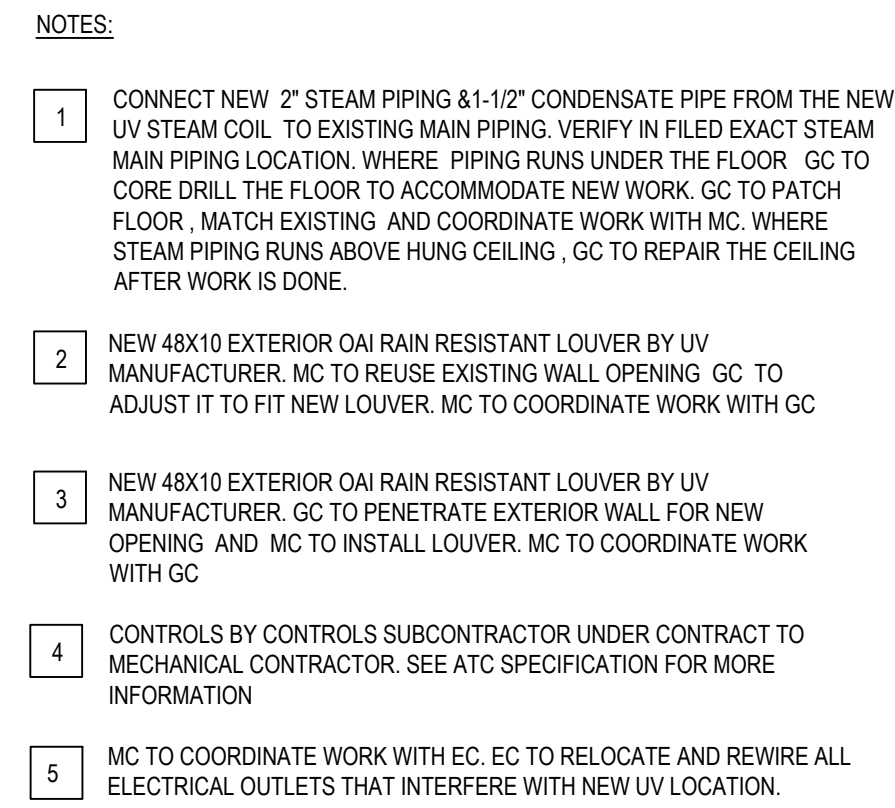 NOTES:
1
CONNECT NEW 2" STEAM PIPING &1-1/2" CONDENSATE PIPE FROM THE NEW
UV STEAM COIL TO EXISTING MAIN PIPING. VERIFY IN FILED EXACT STEAM
MAIN PIPING LOCATION. WHERE PIPING RUNS UNDER THE FLOOR GC TO
CORE DRILL THE FLOOR TO ACCOMMODATE NEW WORK. GC TO PATCH
FLOOR , MATCH EXISTING AND COORDINATE WORK WITH MC. WHERE
STEAM PIPING RUNS ABOVE HUNG CEILING , GC TO REPAIR THE CEILING
AFTER WORK IS DONE.
2
NEW 48X10 EXTERIOR OAI RAIN RESISTANT LOUVER BY UV
MANUFACTURER. MC TO REUSE EXISTING WALL OPENING GC TO
ADJUST IT TO FIT NEW LOUVER. MC TO COORDINATE WORK WITH GC
3
NEW 48X10 EXTERIOR OAI RAIN RESISTANT LOUVER BY UV
MANUFACTURER. GC TO PENETRATE EXTERIOR WALL FOR NEW
OPENING AND MC TO INSTALL LOUVER. MC TO COORDINATE WORK
WITH GC
4
CONTROLS BY CONTROLS SUBCONTRACTOR UNDER CONTRACT TO
MECHANICAL CONTRACTOR. SEE ATC SPECIFICATION FOR MORE
INFORMATION
5
MC TO COORDINATE WORK WITH EC. EC TO RELOCATE AND REWIRE ALL
ELECTRICAL OUTLETS THAT INTERFERE WITH NEW UV LOCATION.